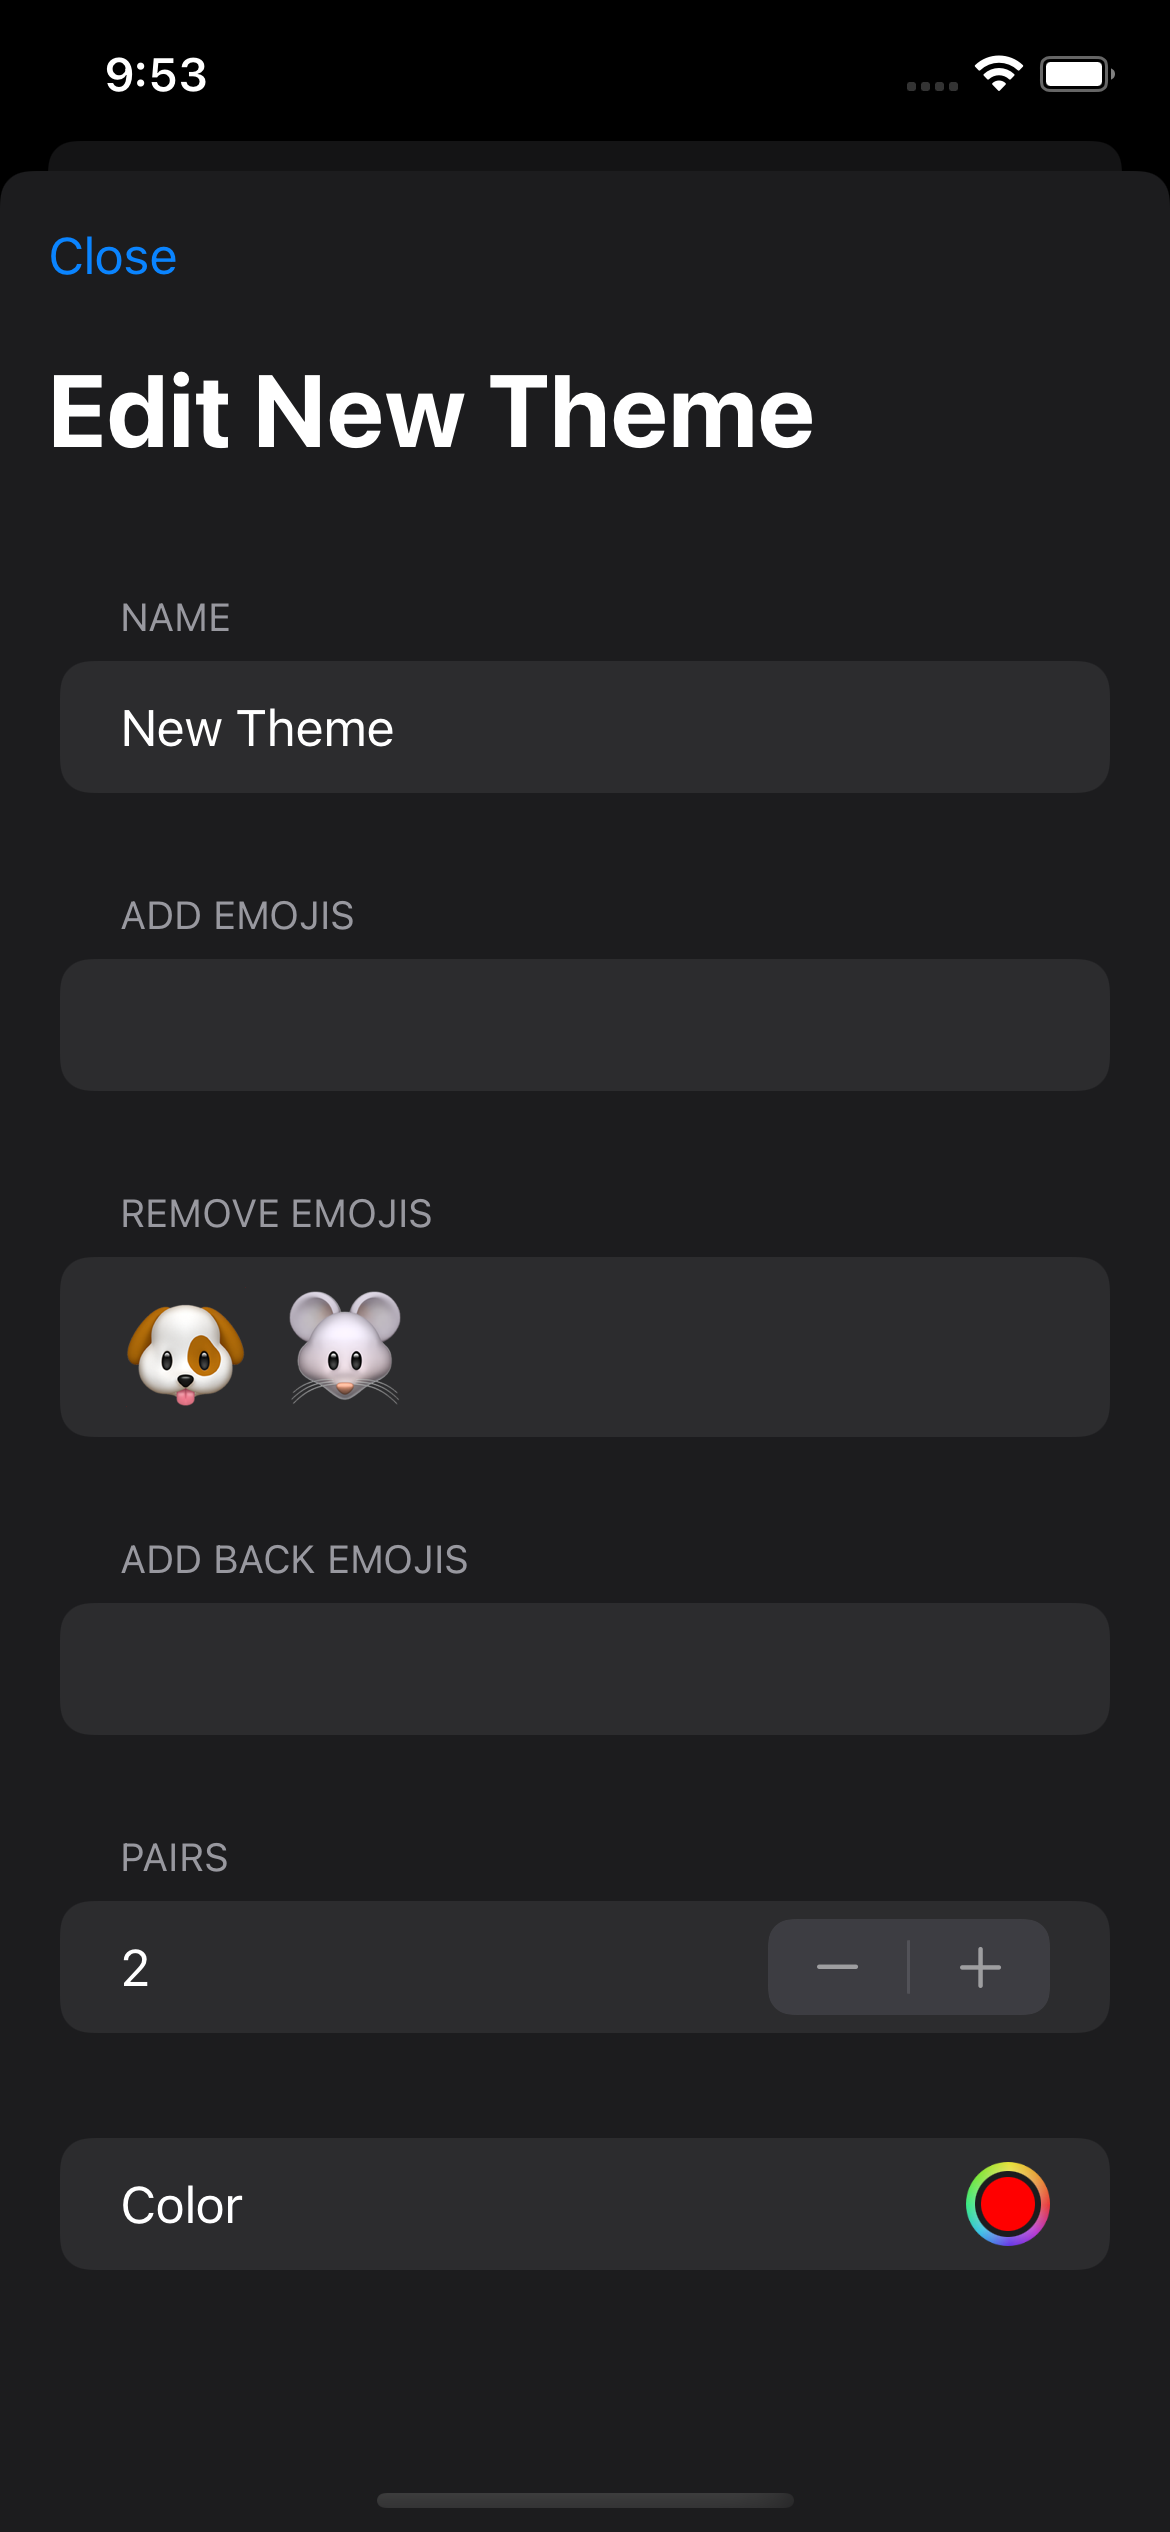 9:53
Close
Edit New Theme
NAME
New Theme
ADD EMOJIS
REMOVE EMOJIS
🐶 🐭
ADD BACK EMOJIS
PAIRS
2
Color